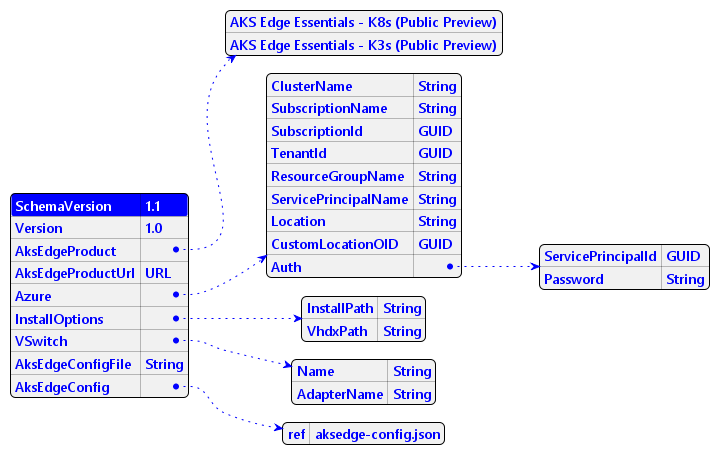 AKS Edge Essentials - K8s (Public Preview)
AKS Edge Essentials - K3s (Public Preview)
ClusterName String
SubscriptionName String
SubscriptionId GUID
TenantId GUID
ResourceGroupName String
ServicePrincipalName String
Location String
CustomLocationOID GUID
Auth
SchemaVersion 1.1
Version 1.0
AksEdgeProduct
AksEdgeProductUrl URL
Azure
InstallOptions
VSwitch
AksEdgeConfigFile String
AksEdgeConfig
ServicePrincipalId GUID
Password String
InstallPath String
VhdxPath String
Name String
AdapterName String
ref aksedge-config.json